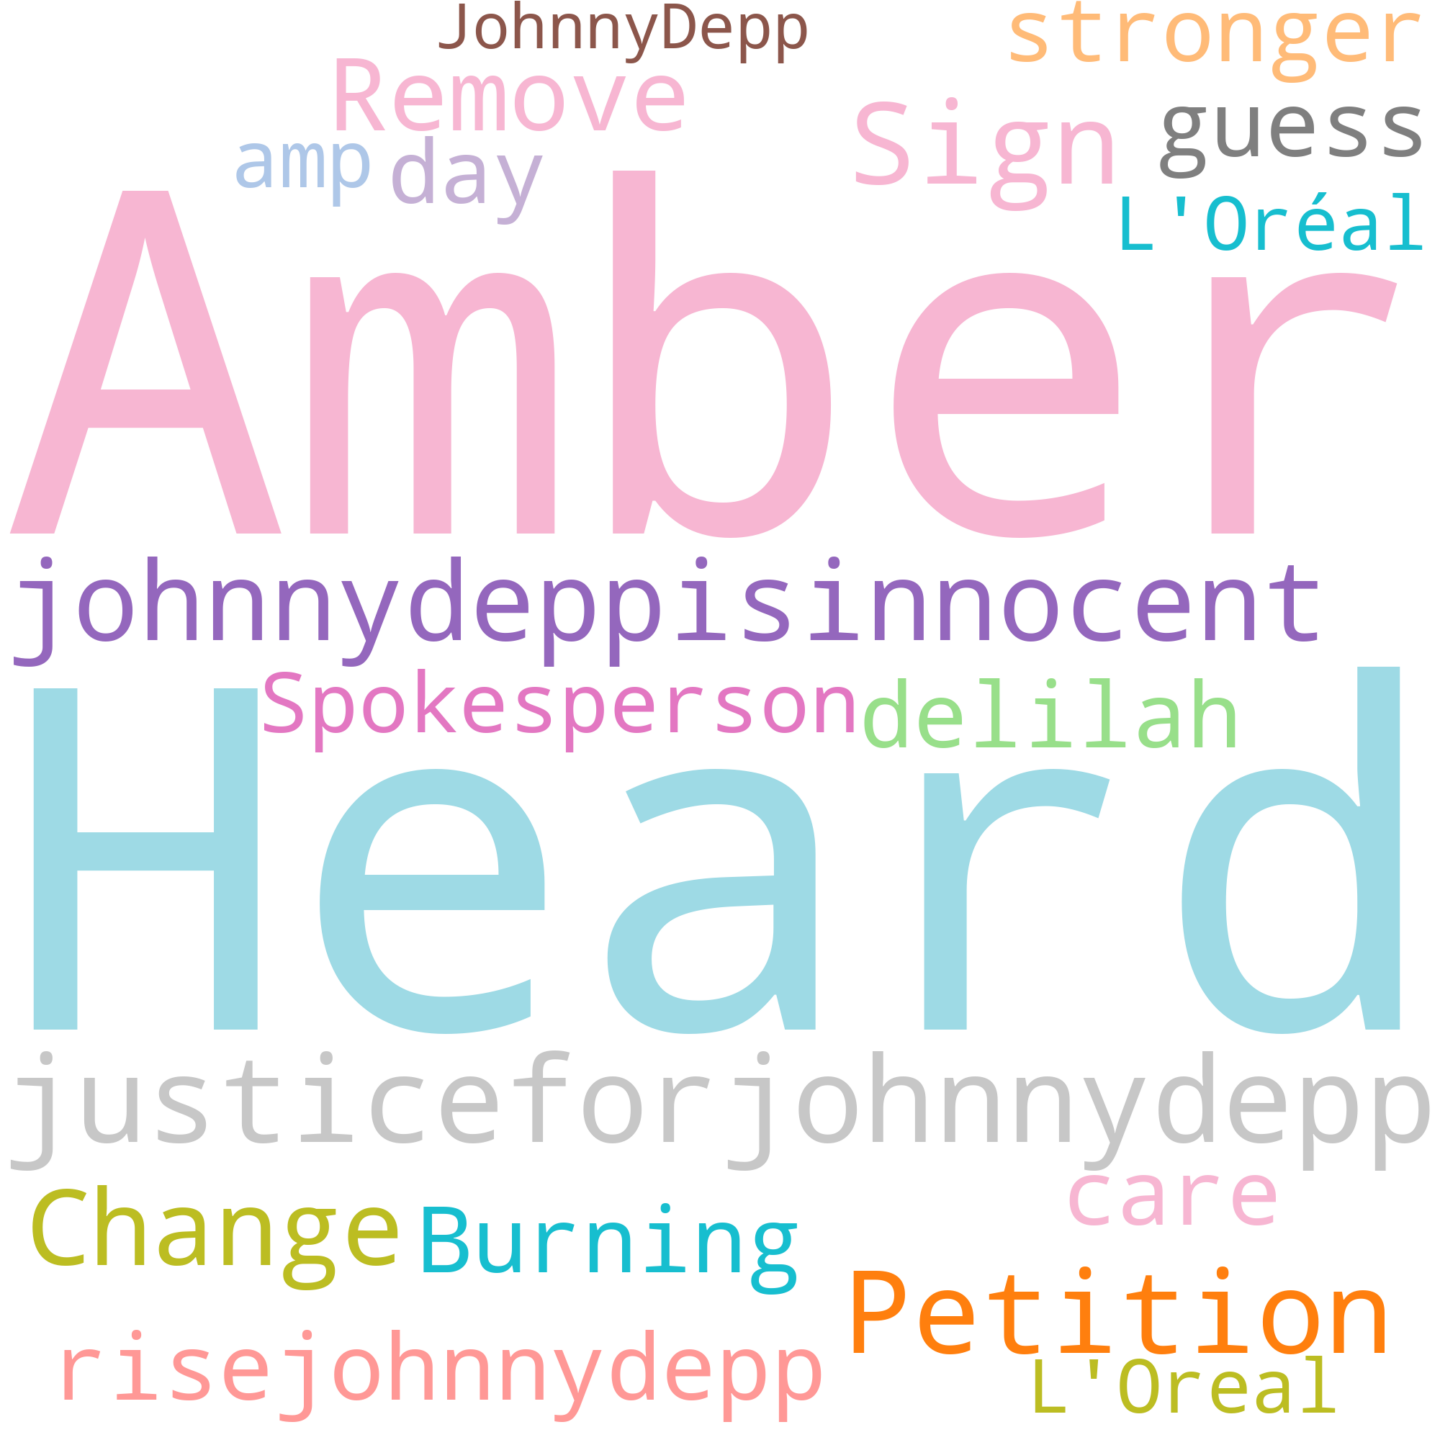 JohnnyDepp stronger
Remove Sign guess
amp day L'Oréal
Amber
johnnydeppisinnocent
Spokesperson delilah
Heard
justiceforjohnnydepp
Change Burning care
Petition
risejohnnydepp L'Oreal